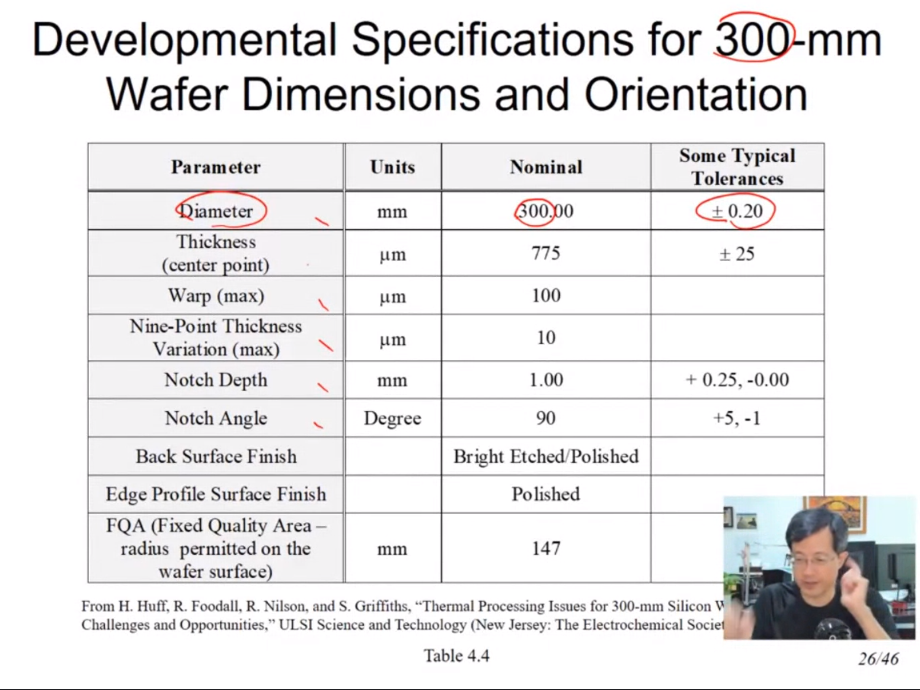 Developmental Specifications for 300-mm
Wafer Dimensions and Orientation
Parameter Units Nominal Some Typical Tolerances
Diameter mm 300.00 ± 0.20
Thickness (center point) µm 775 ± 25
Warp (max) µm 100
Nine-Point Thickness Variation (max) µm 10
Notch Depth mm 1.00 + 0.25, -0.00
Notch Angle Degree 90 +5, -1
Back Surface Finish Bright Etched/Polished
Edge Profile Surface Finish Polished
FQA (Fixed Quality Area – radius permitted on the wafer surface) mm 147
From H. Huff, R. Foodall, R. Nilson, and S. Griffiths, “Thermal Processing Issues for 300-mm Silicon
Challenges and Opportunities,” ULSI Science and Technology (New Jersey: The Electrochemical
Table 4.4
26/46